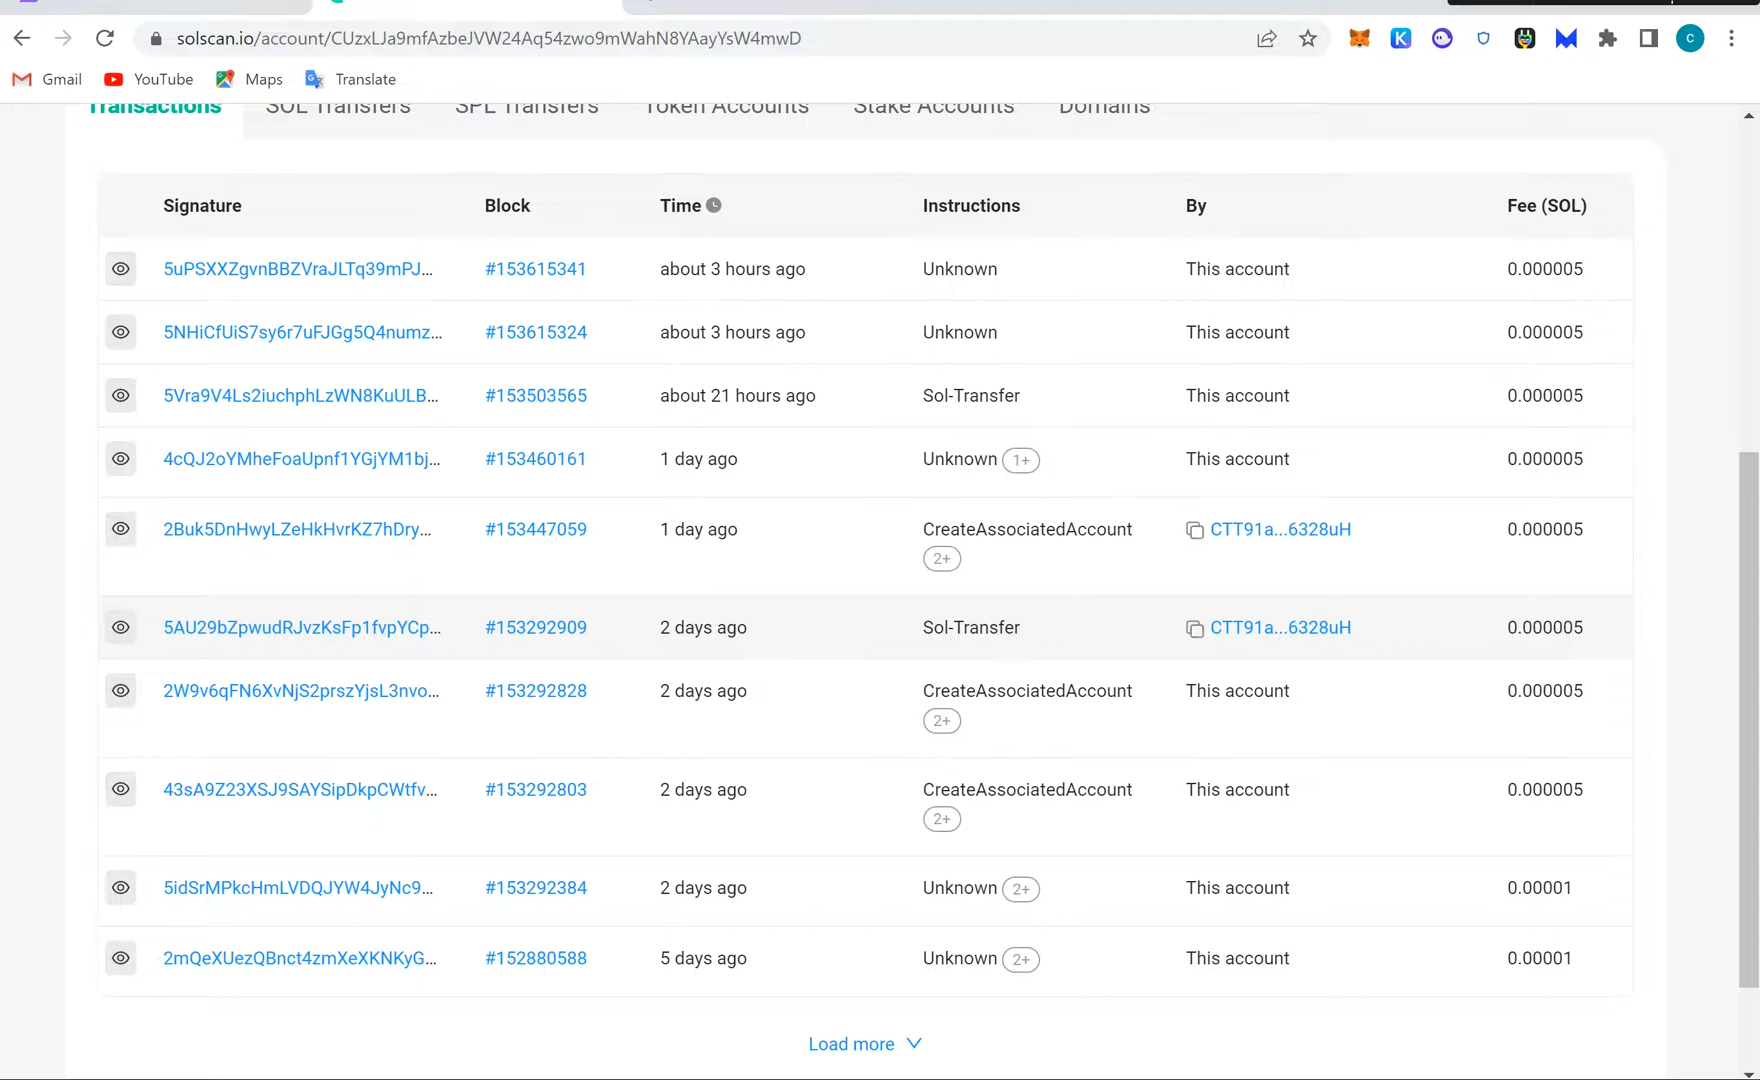 solscan.io/account/CUzxLJa9mfAzbeJVW24Aq54zwo9mWahN8YAayYsW4mwD
K
C
Gmail YouTube Maps Translate
Transactions SOL Transfers SPL Transfers Token Accounts Stake Accounts Domains
Signature Block Time Instructions By Fee (SOL)
5uPSXXZgvnBBZVraJLTq39mPJ... #153615341 about 3 hours ago Unknown This account 0.000005
5NHiCfUiS7sy6r7uFJGg5Q4numz... #153615324 about 3 hours ago Unknown This account 0.000005
5Vra9V4Ls2iuchphLzWN8KuULB... #153503565 about 21 hours ago Sol-Transfer This account 0.000005
4cQJ2oYMheFoaUpnf1YGjYM1bj... #153460161 1 day ago Unknown 1+ This account 0.000005
2Buk5DnHwyLZeHkHvrKZ7hDry... #153447059 1 day ago CreateAssociatedAccount CTT91a...6328uH 0.000005
2+
5AU29bZpwudRJvzKsFp1fvpYCp... #153292909 2 days ago Sol-Transfer CTT91a...6328uH 0.000005
2W9v6qFN6XvNjS2prszYjsL3nvo... #153292828 2 days ago CreateAssociatedAccount This account 0.000005
2+
43sA9Z23XSJ9SAYSipDkpCWtfv... #153292803 2 days ago CreateAssociatedAccount This account 0.000005
2+
5idSrMPkcHmLVDQJYW4JyNc9... #153292384 2 days ago Unknown 2+ This account 0.00001
2mQeXUezQBnct4zmXeXKNKyG... #152880588 5 days ago Unknown 2+ This account 0.00001
Load more